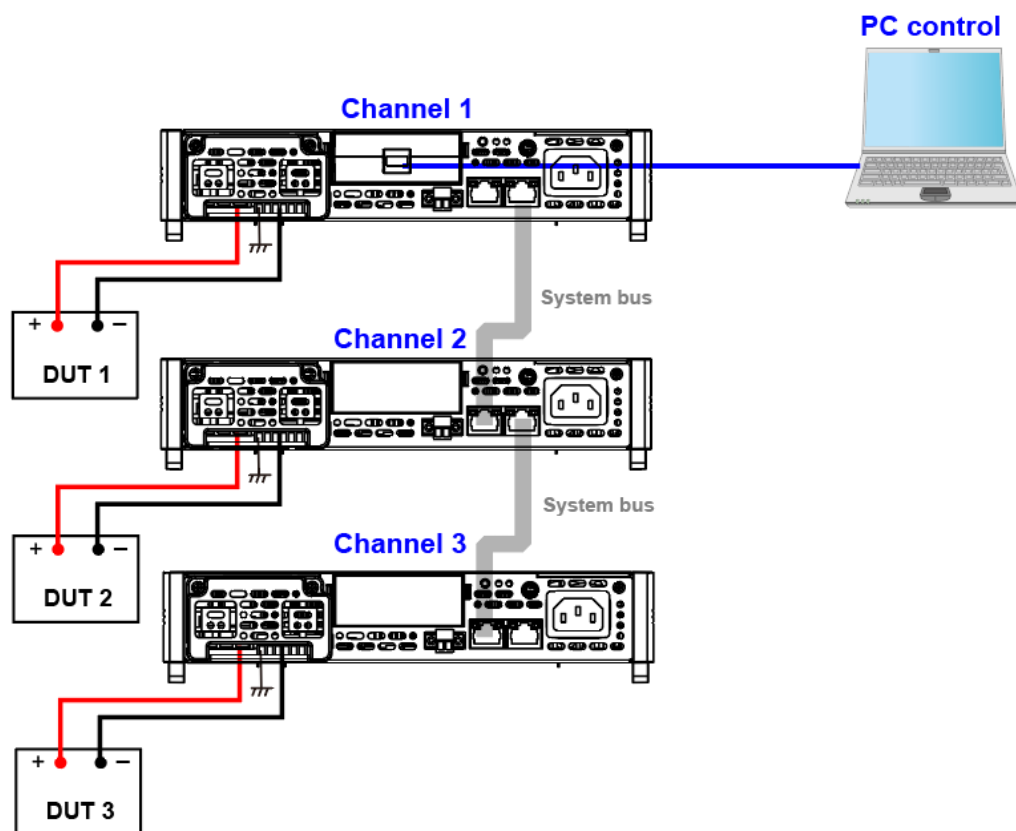 PC control
Channel 1
System bus
+ −
DUT 1
Channel 2
System bus
+ −
DUT 2
Channel 3
+ −
DUT 3